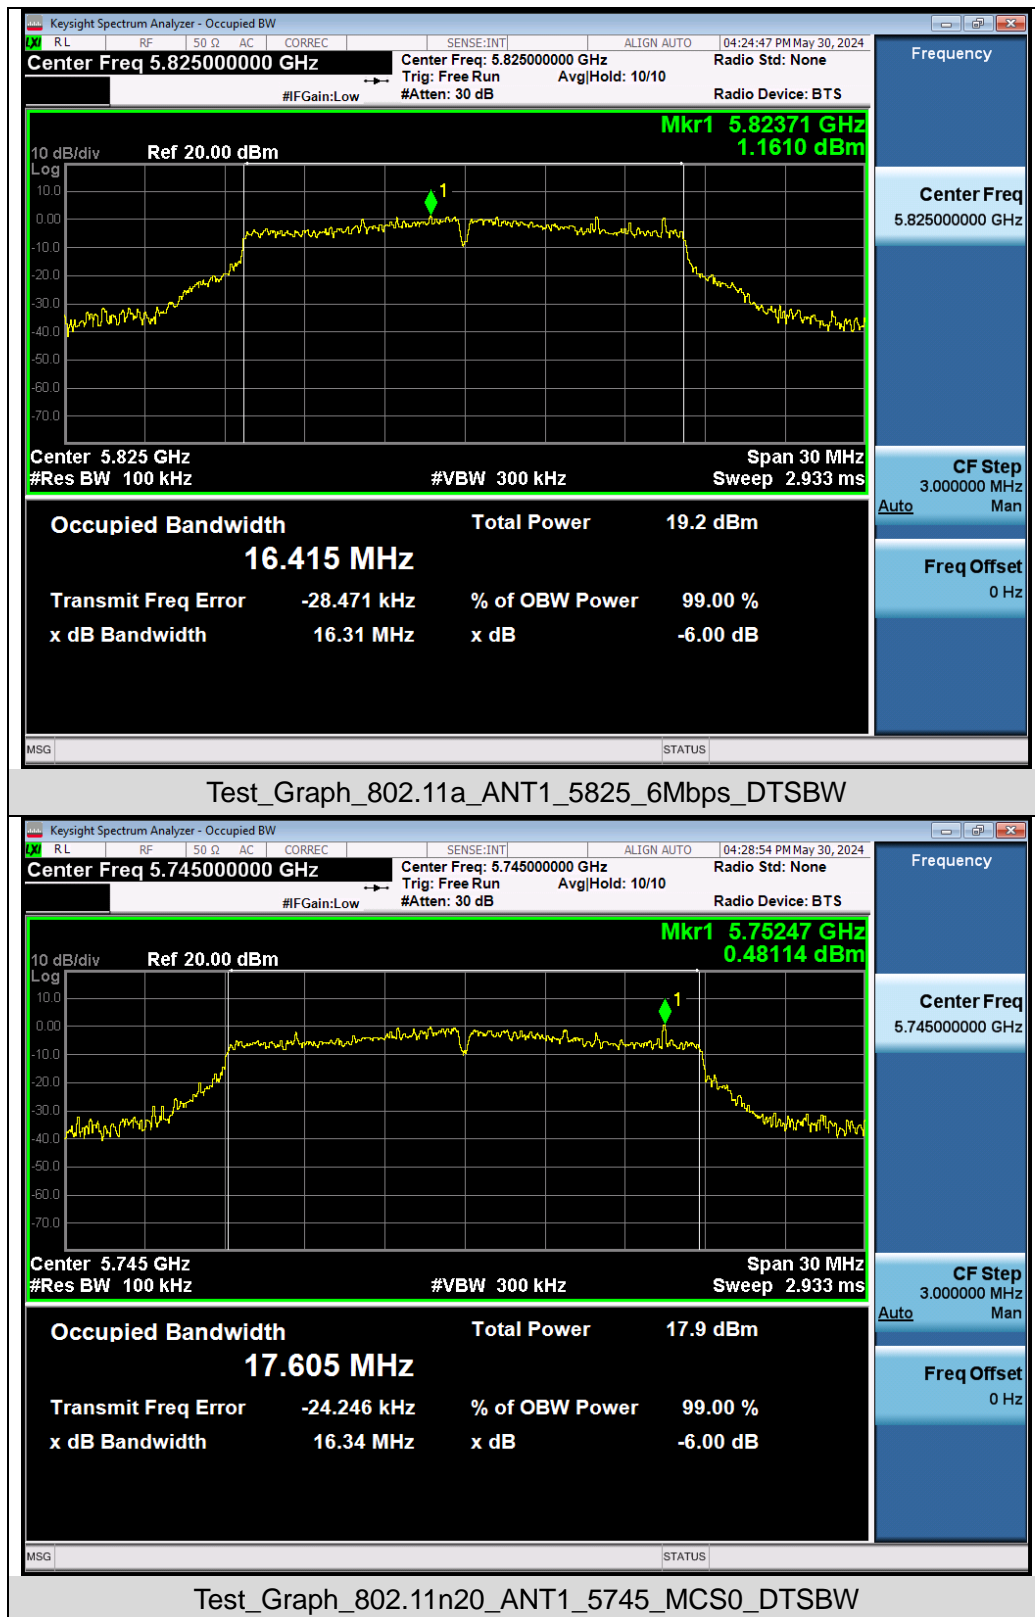 Keysight Spectrum Analyzer - Occupied BW
LXI RL RF 50 Ω AC CORREC SENSE:INT ALIGN AUTO 04:24:47 PM May 30, 2024
Center Freq 5.825000000 GHz
Center Freq: 5.825000000 GHz
Radio Std: None
Trig: Free Run Avg|Hold: 10/10
#IFGain:Low #Atten: 30 dB Radio Device: BTS
Mkr1 5.82371 GHz
1.1610 dBm
10 dB/div Ref 20.00 dBm
Log
10.0
0.00
-10.0
-20.0
-30.0
-40.0
-50.0
-60.0
-70.0
1
Center 5.825 GHz Span 30 MHz
#Res BW 100 kHz #VBW 300 kHz Sweep 2.933 ms
Occupied Bandwidth Total Power 19.2 dBm
16.415 MHz
Transmit Freq Error -28.471 kHz % of OBW Power 99.00 %
x dB Bandwidth 16.31 MHz x dB -6.00 dB
MSG STATUS
Frequency
Center Freq
5.825000000 GHz
CF Step
3.000000 MHz
Auto Man
Freq Offset
0 Hz
Test_Graph_802.11a_ANT1_5825_6Mbps_DTSBW
Keysight Spectrum Analyzer - Occupied BW
LXI RL RF 50 Ω AC CORREC SENSE:INT ALIGN AUTO 04:28:54 PM May 30, 2024
Center Freq 5.745000000 GHz
Center Freq: 5.745000000 GHz
Radio Std: None
Trig: Free Run Avg|Hold: 10/10
#IFGain:Low #Atten: 30 dB Radio Device: BTS
Mkr1 5.75247 GHz
0.48114 dBm
10 dB/div Ref 20.00 dBm
Log
10.0
0.00
-10.0
-20.0
-30.0
-40.0
-50.0
-60.0
-70.0
1
Center 5.745 GHz Span 30 MHz
#Res BW 100 kHz #VBW 300 kHz Sweep 2.933 ms
Occupied Bandwidth Total Power 17.9 dBm
17.605 MHz
Transmit Freq Error -24.246 kHz % of OBW Power 99.00 %
x dB Bandwidth 16.34 MHz x dB -6.00 dB
MSG STATUS
Frequency
Center Freq
5.745000000 GHz
CF Step
3.000000 MHz
Auto Man
Freq Offset
0 Hz
Test_Graph_802.11n20_ANT1_5745_MCS0_DTSBW